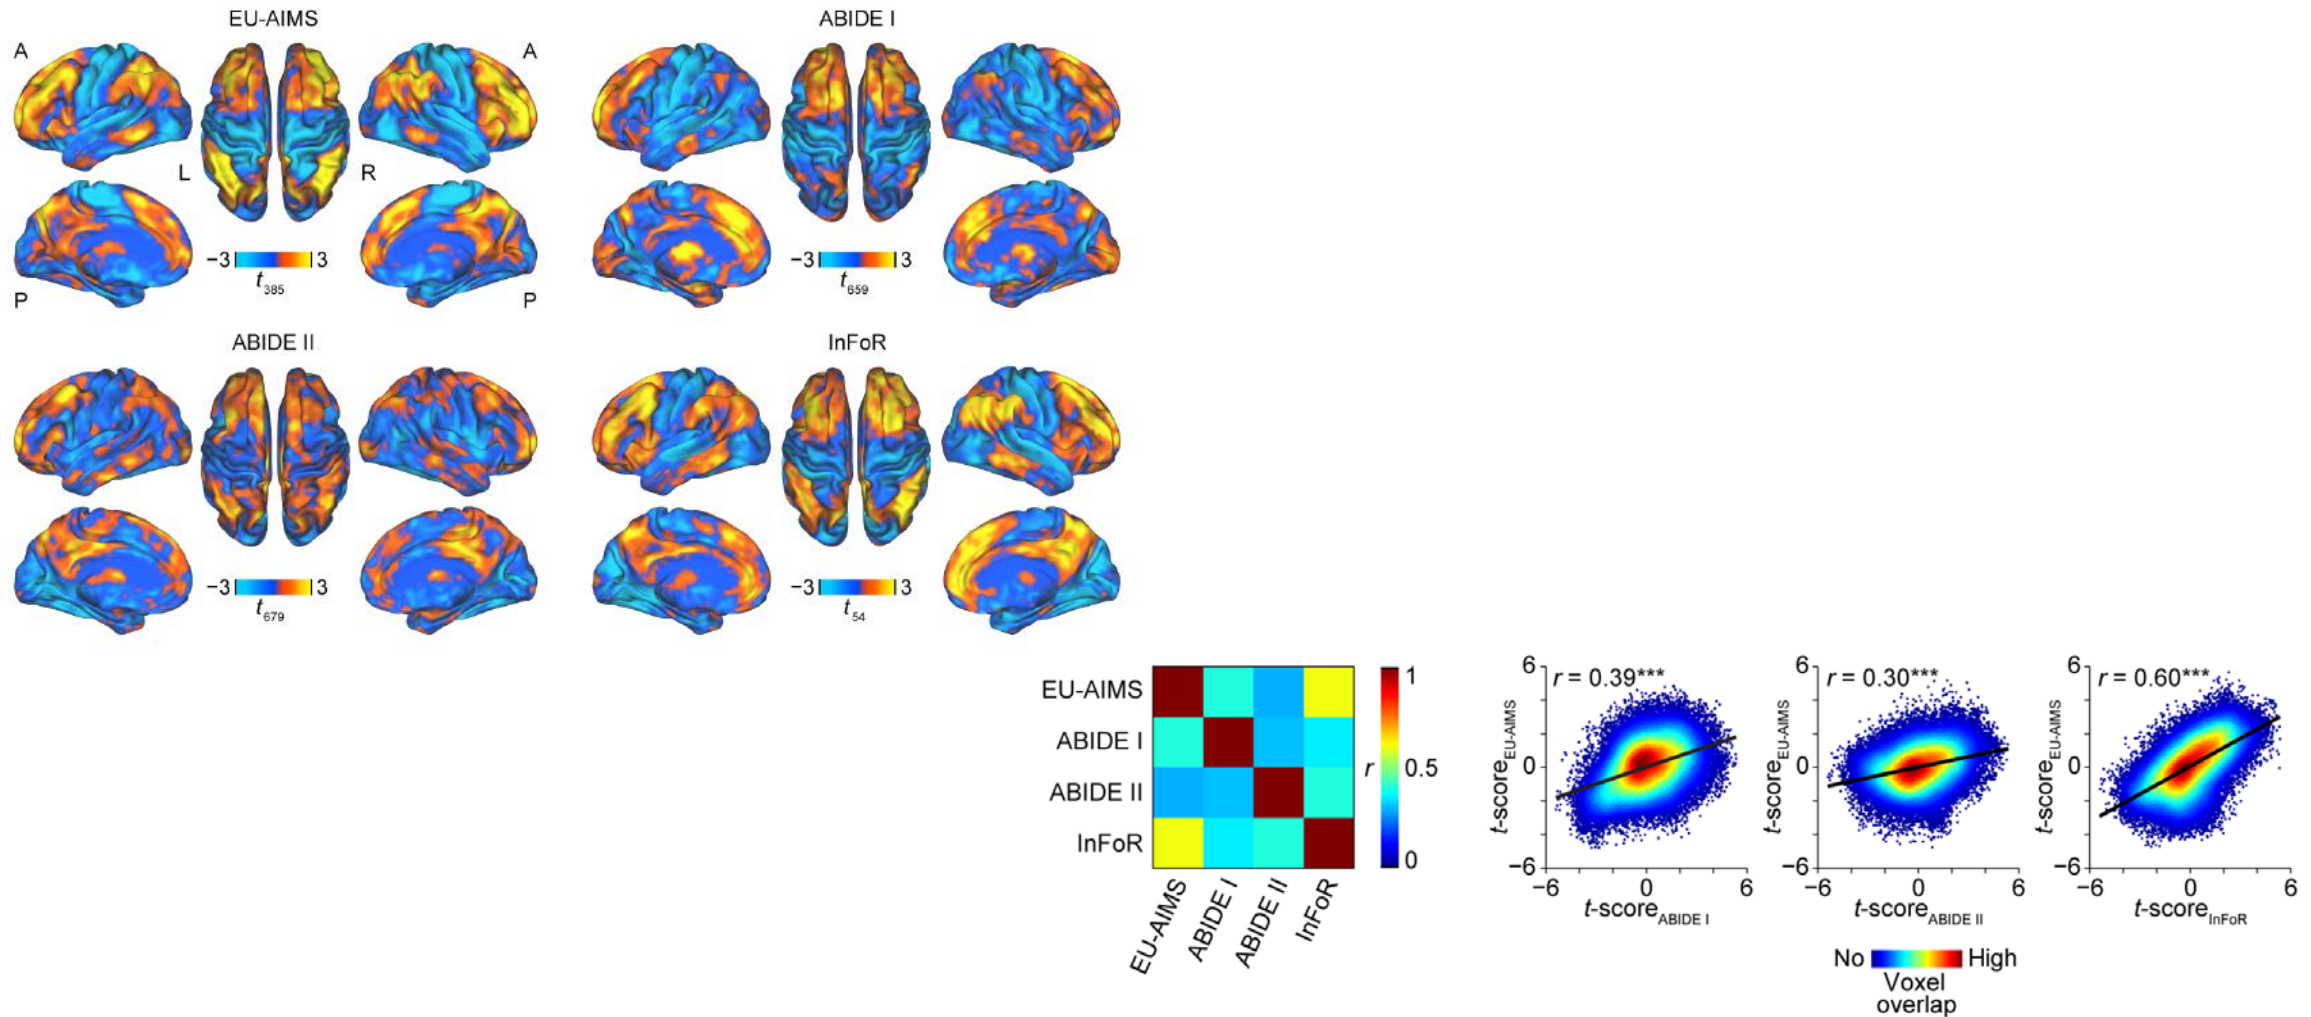 EU-AIMS
ABIDE I
A
A
L
R
−3
3
t385
−3
3
t659
P
P
ABIDE II
InFoR
−3
3
t679
−3
3
t54
EU-AIMS
ABIDE I
ABIDE II
InFoR
EU-AIMS
ABIDE I
ABIDE II
InFoR
1
0.5
0
r
6
0
−6
r = 0.39***
t-scoreEU-AIMS
−6
0
6
t-scoreABIDE I
6
0
−6
r = 0.30***
t-scoreEU-AIMS
−6
0
6
t-scoreABIDE II
6
0
−6
r = 0.60***
t-scoreEU-AIMS
−6
0
6
t-scoreInFoR
No
High
Voxel
overlap